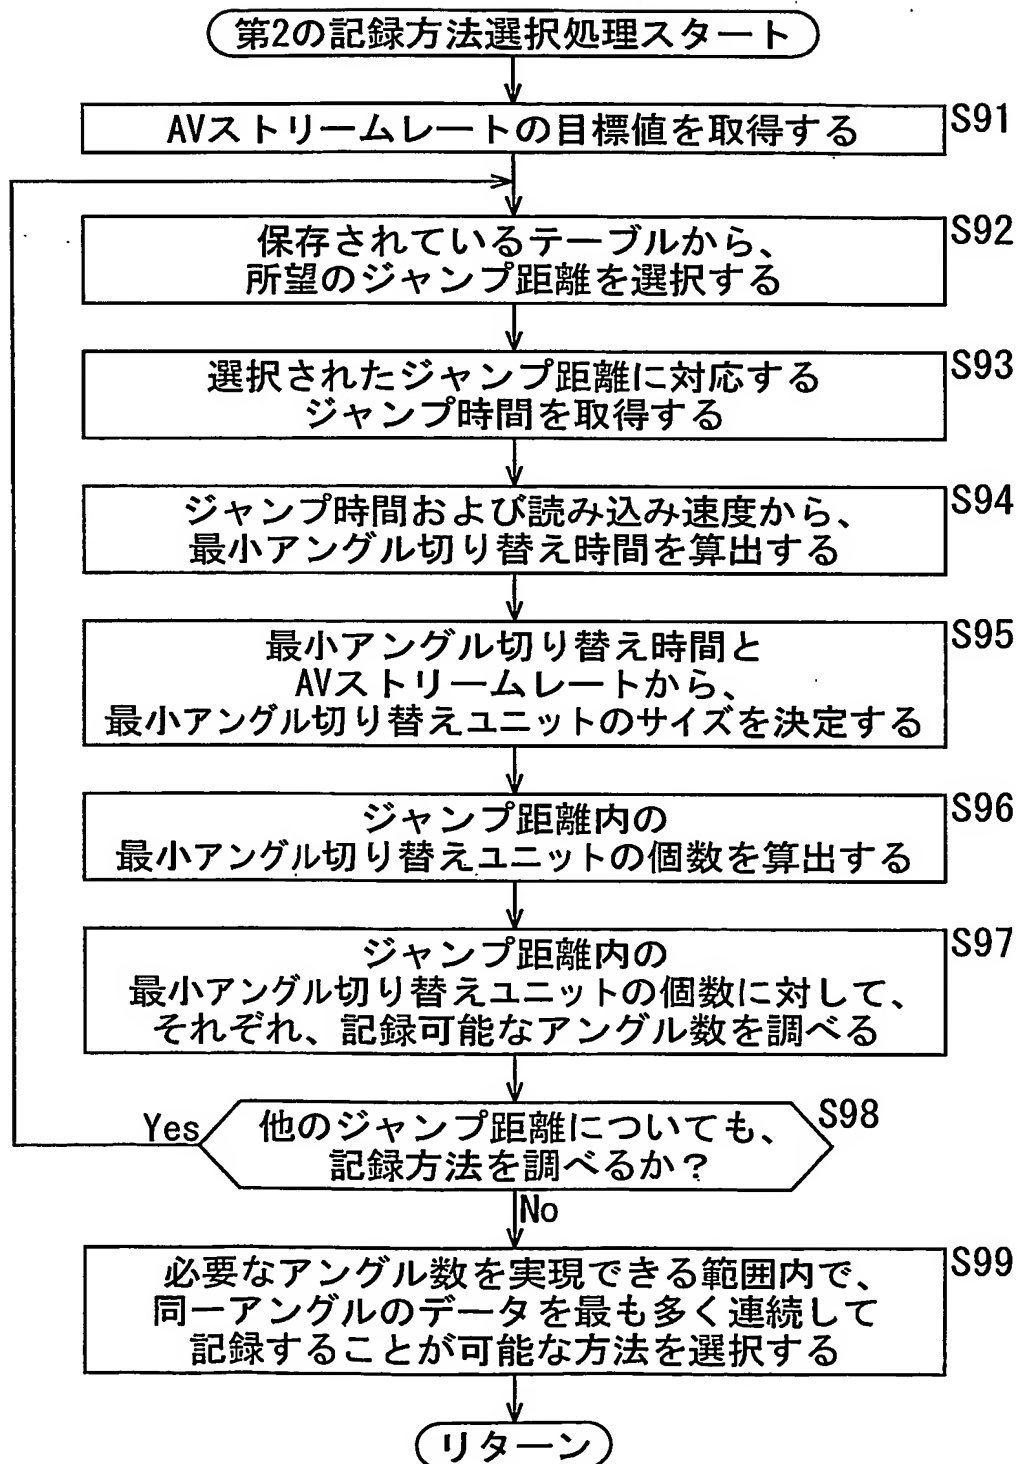 第2の記録方法選択処理スタート
AVストリームレートの目標値を取得する
S91
保存されているテーブルから、
所望のジャンプ距離を選択する
S92
選択されたジャンプ距離に対応する
ジャンプ時間を取得する
S93
ジャンプ時間および読み込み速度から、
最小アングル切り替え時間を算出する
S94
最小アングル切り替え時間と
AVストリームレートから、
最小アングル切り替えユニットのサイズを決定する
S95
ジャンプ距離内の
最小アングル切り替えユニットの個数を算出する
S96
ジャンプ距離内の
最小アングル切り替えユニットの個数に対して、
それぞれ、記録可能なアングル数を調べる
S97
他のジャンプ距離についても、
記録方法を調べるか？
S98
Yes
No
必要なアングル数を実現できる範囲内で、
同一アングルのデータを最も多く連続して
記録することが可能な方法を選択する
S99
リターン